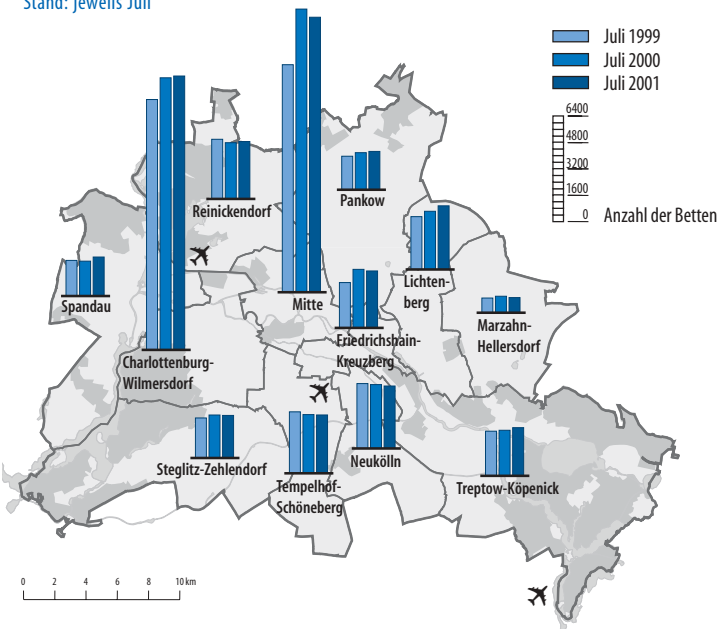 Stand: jeweils Juli
Juli 1999
Juli 2000
Juli 2001
6400
4800
3200
1600
0
Anzahl der Betten
Reinickendorf
Pankow
Spandau
Mitte
Lichten-
berg
Marzahn-
Hellersdorf
Friedrichshain-
Kreuzberg
Charlottenburg-
Wilmersdorf
Steglitz-Zehlendorf
Tempelhof-
Schöneberg
Neukölln
Treptow-Köpenick
0 2 4 6 8 10 km